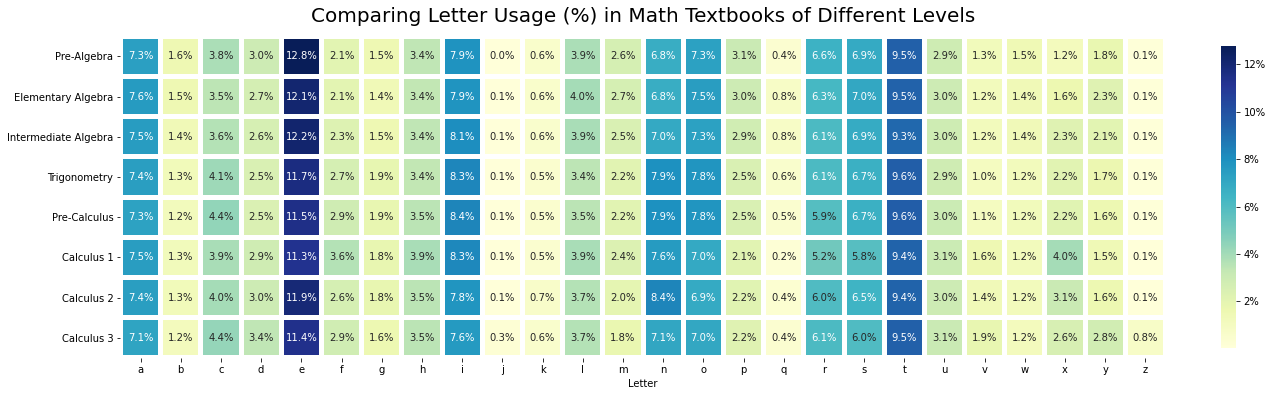 Comparing Letter Usage (%) in Math Textbooks of Different Levels
Pre-Algebra 7.3% 1.6% 3.8% 3.0% 12.8% 2.1% 1.5% 3.4% 7.9% 0.0% 0.6% 3.9% 2.6% 6.8% 7.3% 3.1% 0.4% 6.6% 6.9% 9.5% 2.9% 1.3% 1.5% 1.2% 1.8% 0.1%
Elementary Algebra 7.6% 1.5% 3.5% 2.7% 12.1% 2.1% 1.4% 3.4% 7.9% 0.1% 0.6% 4.0% 2.7% 6.8% 7.5% 3.0% 0.8% 6.3% 7.0% 9.5% 3.0% 1.2% 1.4% 1.6% 2.3% 0.1%
Intermediate Algebra 7.5% 1.4% 3.6% 2.6% 12.2% 2.3% 1.5% 3.4% 8.1% 0.1% 0.6% 3.9% 2.5% 7.0% 7.3% 2.9% 0.8% 6.1% 6.9% 9.3% 3.0% 1.2% 1.4% 2.3% 2.1% 0.1%
Trigonometry 7.4% 1.3% 4.1% 2.5% 11.7% 2.7% 1.9% 3.4% 8.3% 0.1% 0.5% 3.4% 2.2% 7.9% 7.8% 2.5% 0.6% 6.1% 6.7% 9.6% 2.9% 1.0% 1.2% 2.2% 1.7% 0.1%
Pre-Calculus 7.3% 1.2% 4.4% 2.5% 11.5% 2.9% 1.9% 3.5% 8.4% 0.1% 0.5% 3.5% 2.2% 7.9% 7.8% 2.5% 0.5% 5.9% 6.7% 9.6% 3.0% 1.1% 1.2% 2.2% 1.6% 0.1%
Calculus 1 7.5% 1.3% 3.9% 2.9% 11.3% 3.6% 1.8% 3.9% 8.3% 0.1% 0.5% 3.9% 2.4% 7.6% 7.0% 2.1% 0.2% 5.2% 5.8% 9.4% 3.1% 1.6% 1.2% 4.0% 1.5% 0.1%
Calculus 2 7.4% 1.3% 4.0% 3.0% 11.9% 2.6% 1.8% 3.5% 7.8% 0.1% 0.7% 3.7% 2.0% 8.4% 6.9% 2.2% 0.4% 6.0% 6.5% 9.4% 3.0% 1.4% 1.2% 3.1% 1.6% 0.1%
Calculus 3 7.1% 1.2% 4.4% 3.4% 11.4% 2.9% 1.6% 3.5% 7.6% 0.3% 0.6% 3.7% 1.8% 7.1% 7.0% 2.2% 0.4% 6.1% 6.0% 9.5% 3.1% 1.9% 1.2% 2.6% 2.8% 0.8%
a b c d e f g h i j k l m n o p q r s t u v w x y z
Letter
12%
10%
8%
6%
4%
2%